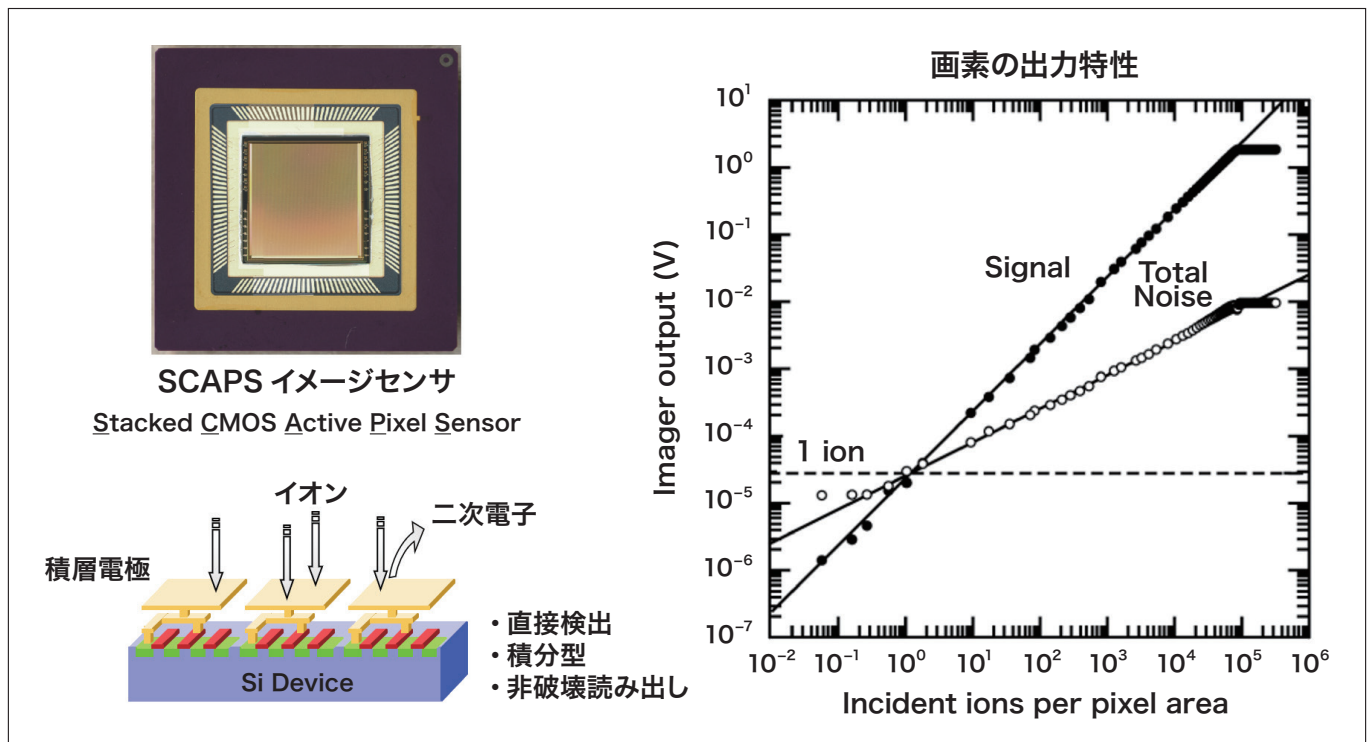 SCAPS イメージセンサ
Stacked CMOS Active Pixel Sensor
イオン
二次電子
積層電極
Si Device
・直接検出
・積分型
・非破壊読み出し
画素の出力特性
Imager output (V)
10¹
10⁰
10⁻¹
10⁻²
10⁻³
10⁻⁴
10⁻⁵
10⁻⁶
10⁻⁷
Signal
Total
Noise
1 ion
10⁻² 10⁻¹ 10⁰ 10¹ 10² 10³ 10⁴ 10⁵ 10⁶
Incident ions per pixel area